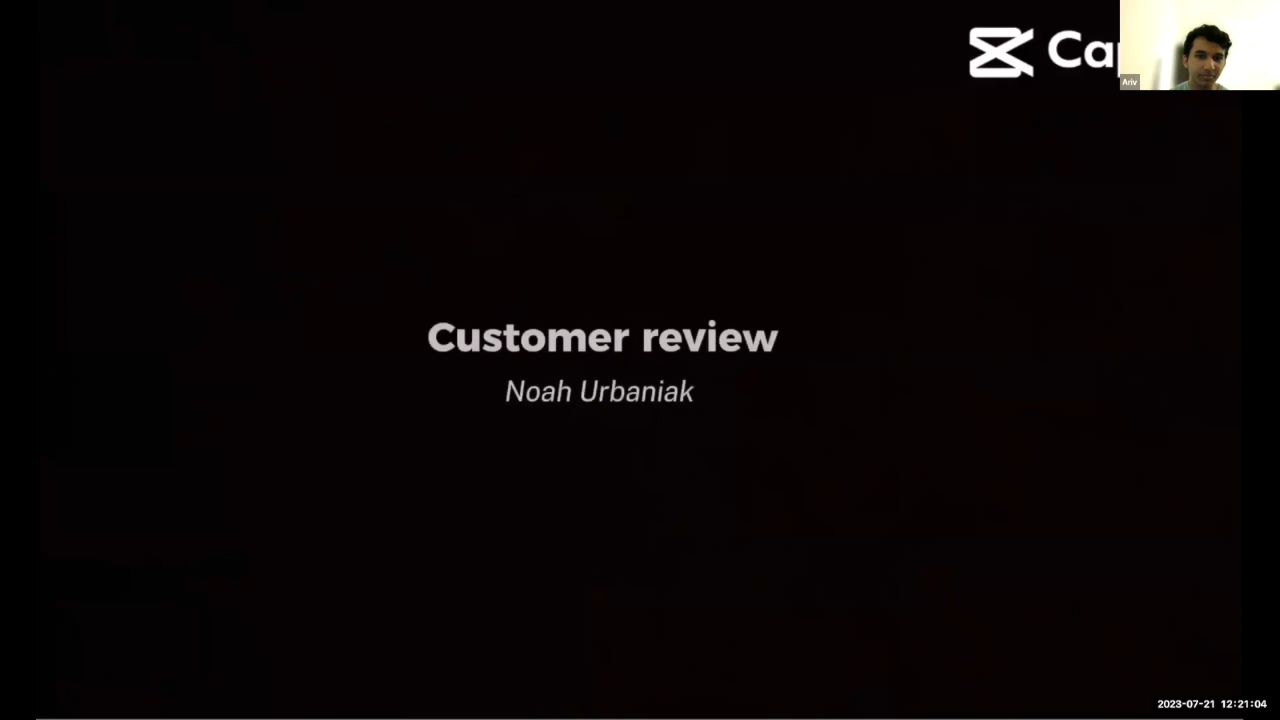 Ca
Ariv
Customer review
Noah Urbaniak
2023-07-21 12:21:04